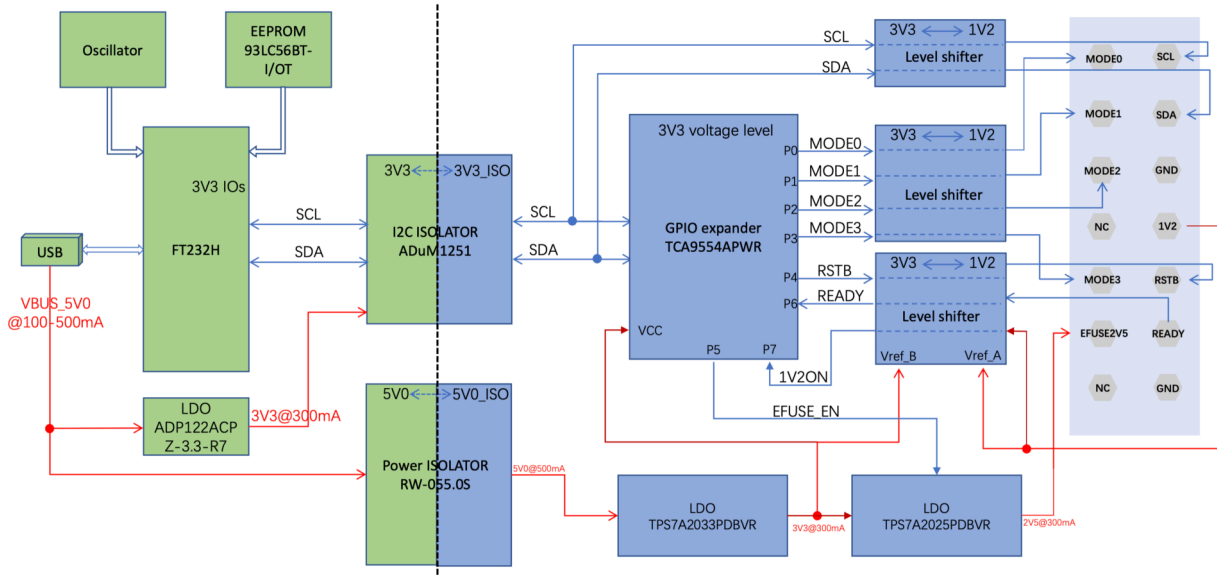 Oscillator
EEPROM
93LC56BT-
I/OT
3V3 IOs
FT232H
USB
VBUS_5V0
@100-500mA
LDO
ADP122ACP
Z-3.3-R7
3V3@300mA
SCL
SDA
3V3 3V3_ISO
I2C ISOLATOR
ADuM1251
5V0 5V0_ISO
Power ISOLATOR
RW-055.0S
5V0@500mA
SCL
SDA
SCL
SDA
3V3 voltage level
GPIO expander
TCA9554APWR
VCC
P0
P1
P2
P3
P4
P6
P5
P7
MODE0
MODE1
MODE2
MODE3
RSTB
READY
1V2ON
EFUSE_EN
3V3 1V2
Level shifter
3V3 1V2
Level shifter
3V3 1V2
Level shifter
Vref_B Vref_A
LDO
TPS7A2033PDBVR
3V3@300mA
LDO
TPS7A2025PDBVR
2V5@300mA
MODE0 SCL
MODE1 SDA
MODE2 GND
NC 1V2
MODE3 RSTB
EFUSE2V5 READY
NC GND